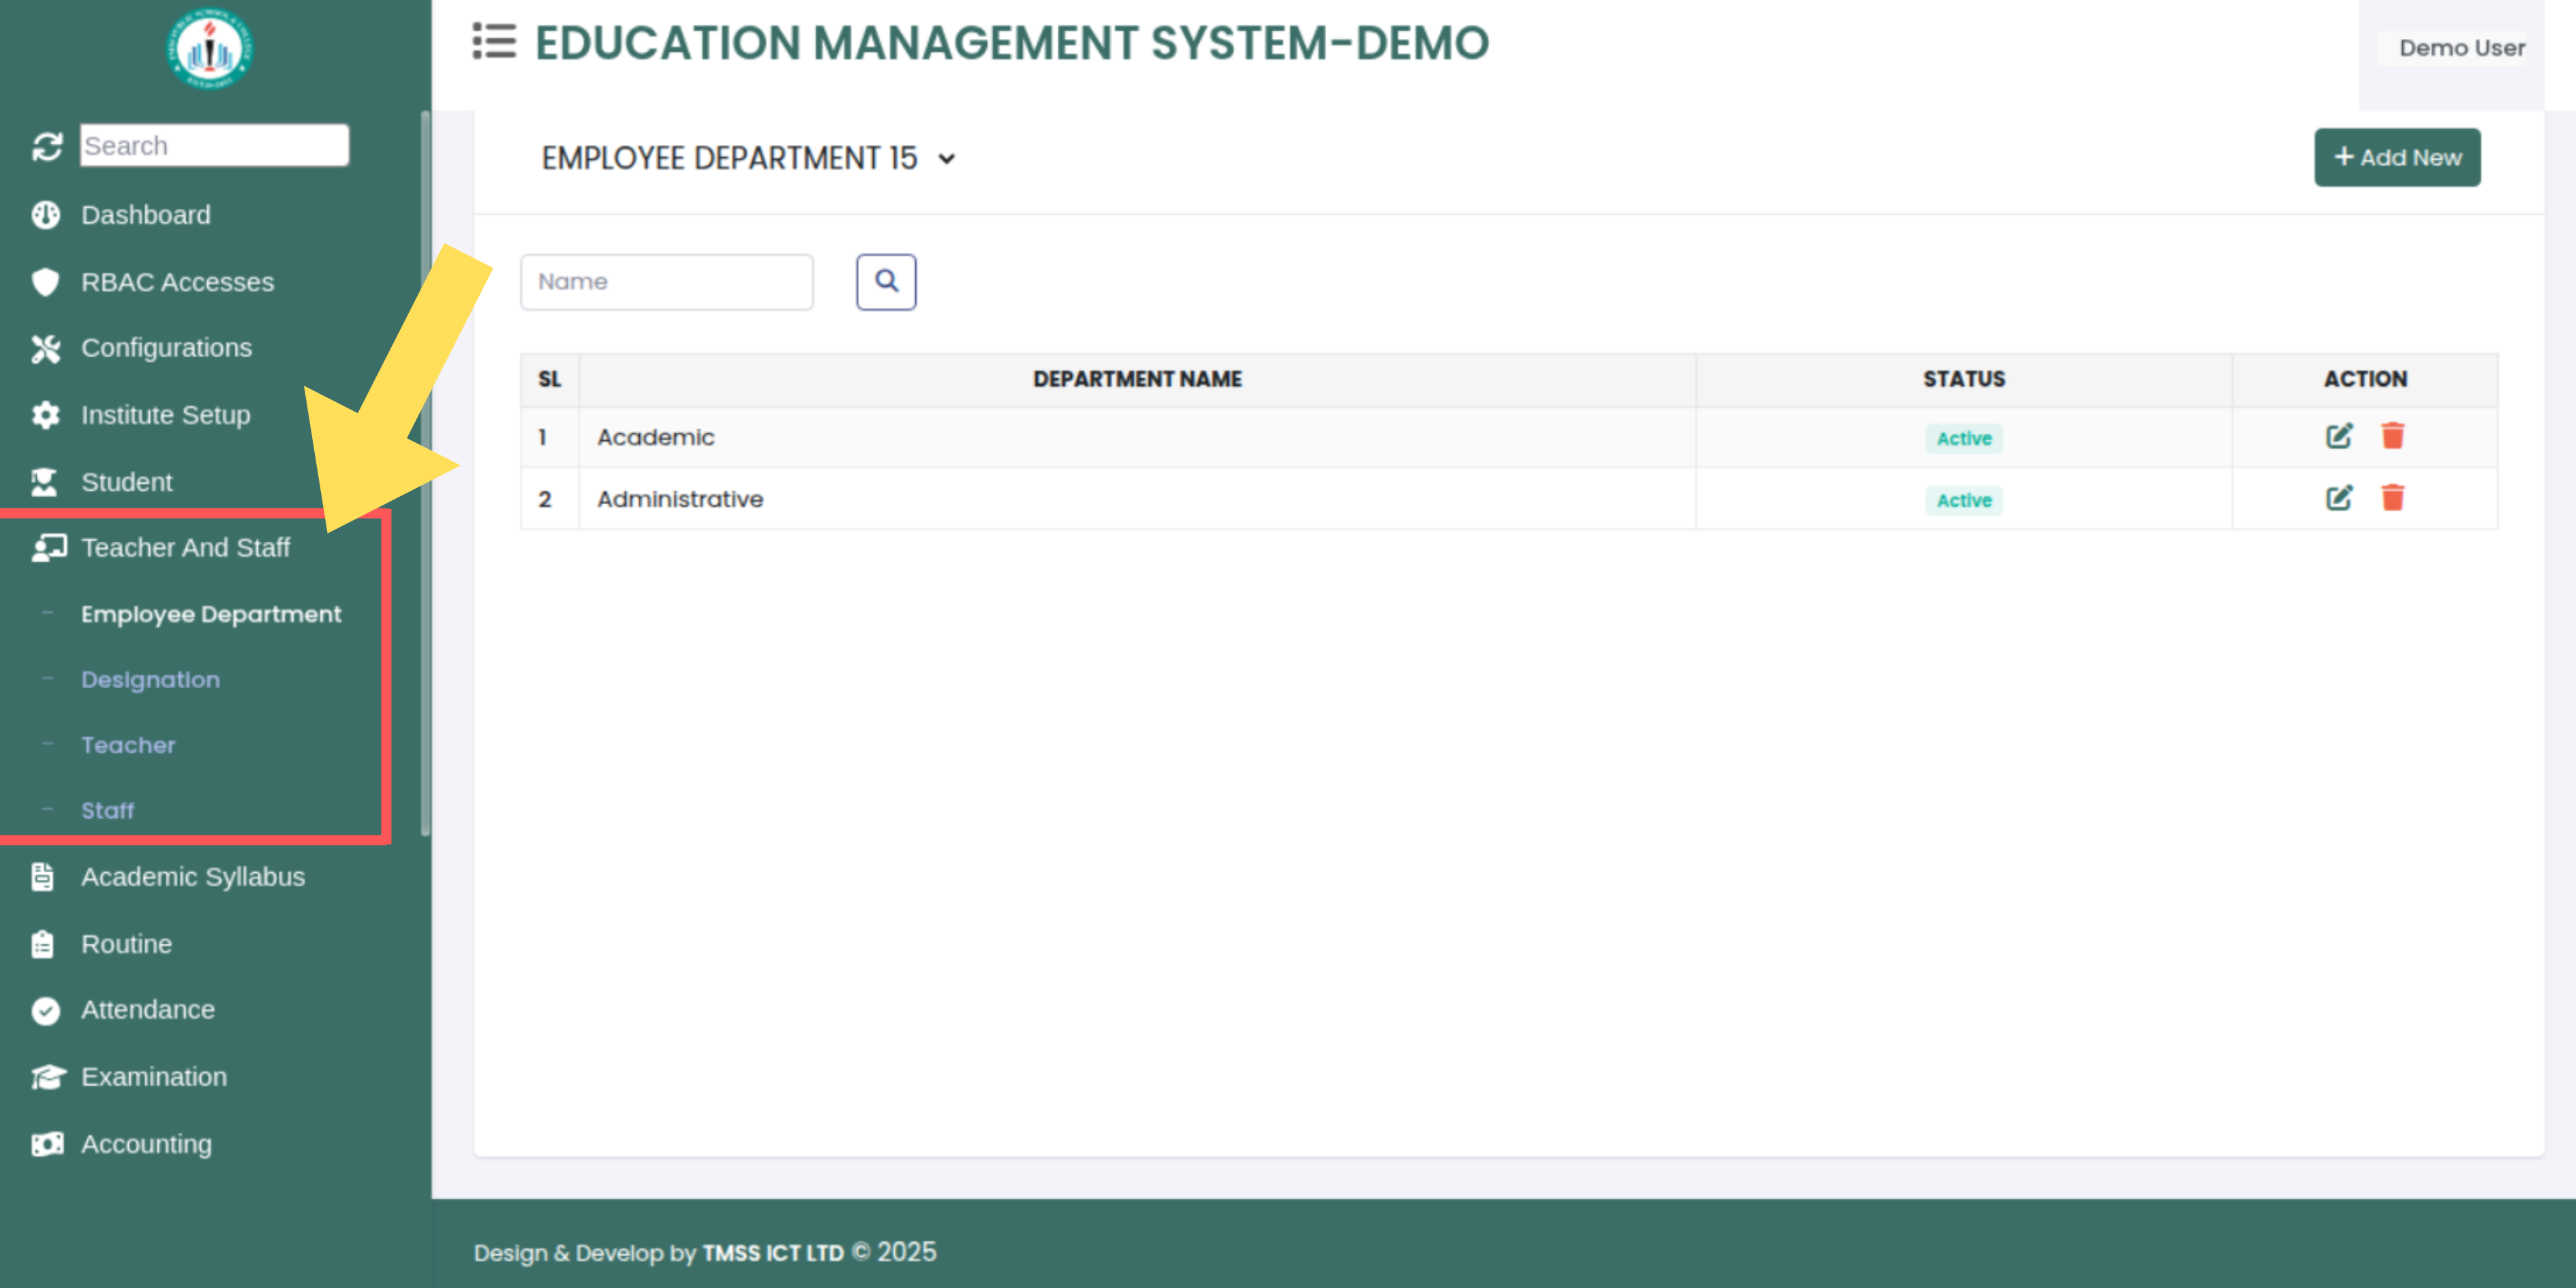 EDUCATION MANAGEMENT SYSTEM-DEMO
Demo User
Search
Dashboard
RBAC Accesses
Configurations
Institute Setup
Student
Teacher And Staff
Employee Department
Designation
Teacher
Staff
Academic Syllabus
Routine
Attendance
Examination
Accounting
EMPLOYEE DEPARTMENT 15
+ Add New
Name
SL DEPARTMENT NAME STATUS ACTION
1 Academic Active
2 Administrative Active
Design & Develop by TMSS ICT LTD © 2025